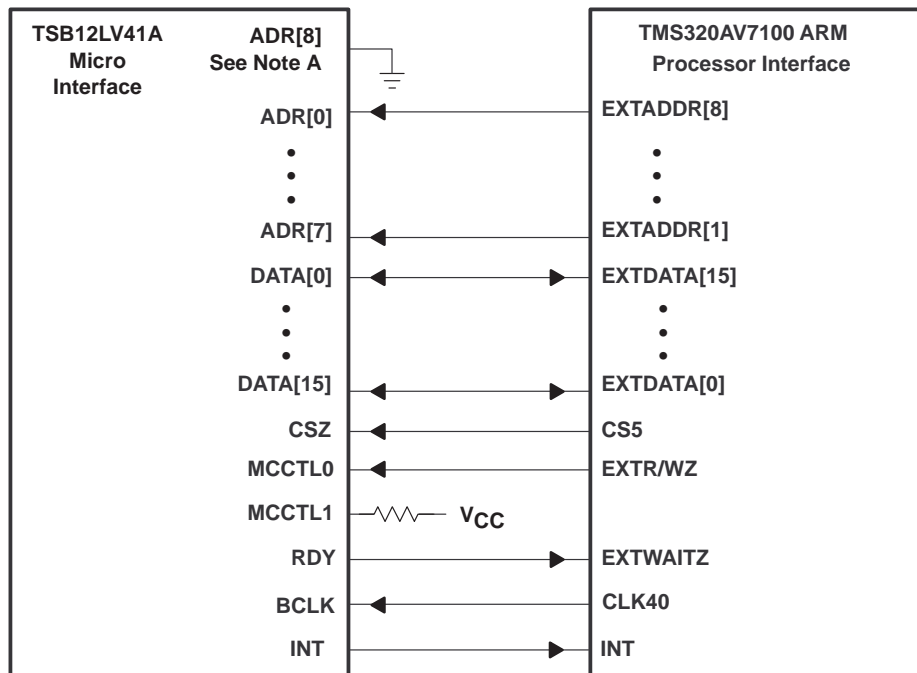 TSB12LV41A
Micro
Interface
ADR[8]
See Note A
TMS320AV7100 ARM
Processor Interface
ADR[0]
EXTADDR[8]
ADR[7]
EXTADDR[1]
DATA[0]
EXTDATA[15]
DATA[15]
EXTDATA[0]
CSZ
CS5
MCCTL0
EXTR/WZ
MCCTL1
VCC
RDY
EXTWAITZ
BCLK
CLK40
INT
INT